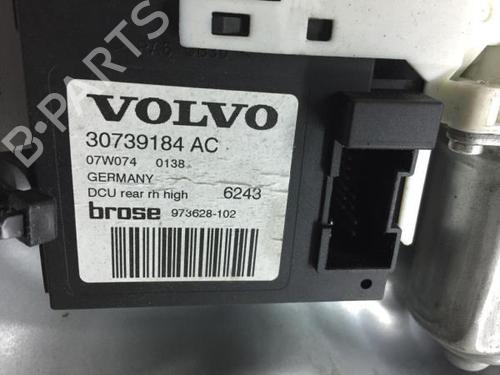 VOLVO
30739184 AC
07W074 0138
GERMANY
DCU rear rh high 6243
brose 973628-102
B-PARTS